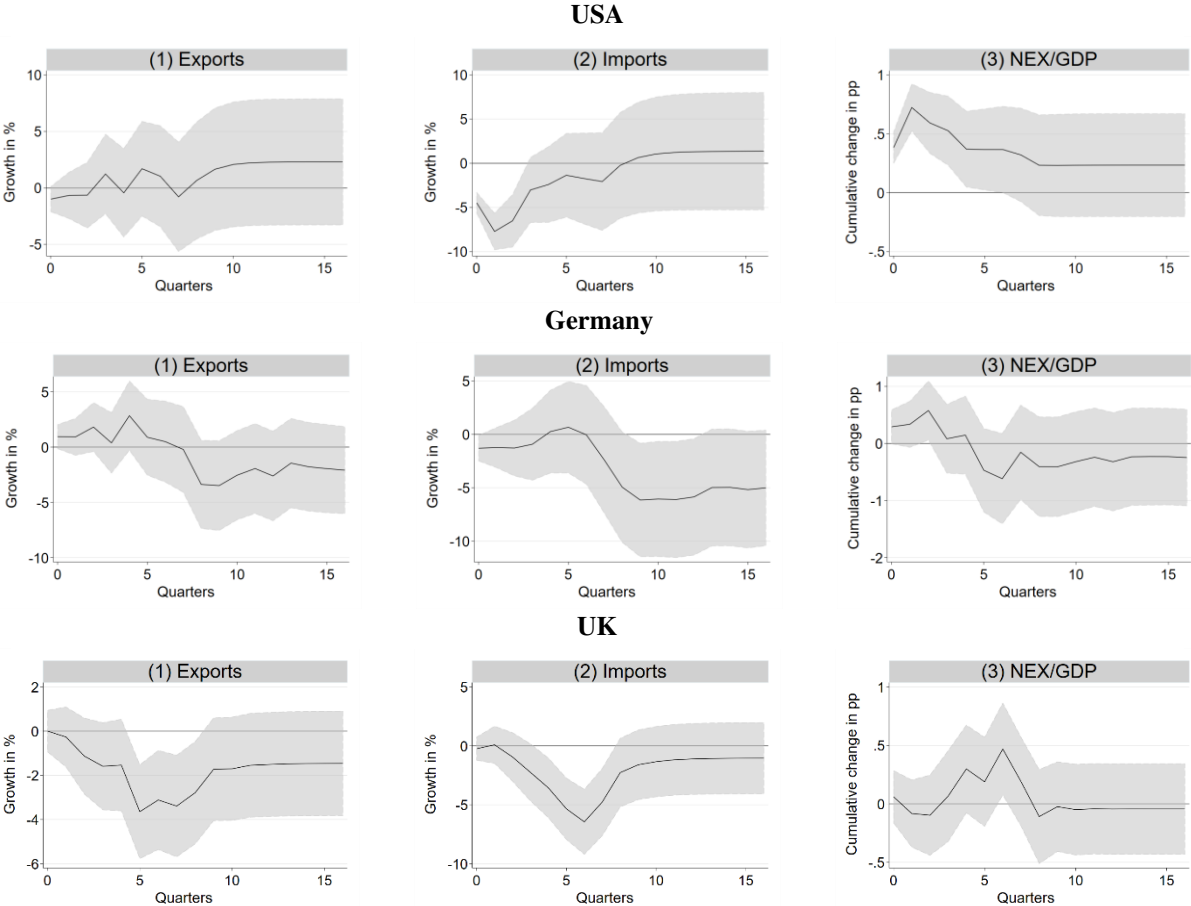 USA
(1) Exports
Growth in %
10
5
0
-5
0 5 10 15
Quarters
(2) Imports
Growth in %
10
5
0
-5
-10
0 5 10 15
Quarters
(3) NEX/GDP
Cumulative change in pp
1
.5
0
-.5
0 5 10 15
Quarters
Germany
(1) Exports
Growth in %
5
0
-5
-10
0 5 10 15
Quarters
(2) Imports
Growth in %
5
0
-5
-10
0 5 10 15
Quarters
(3) NEX/GDP
Cumulative change in pp
1
0
-1
-2
0 5 10 15
Quarters
UK
(1) Exports
Growth in %
2
0
-2
-4
-6
0 5 10 15
Quarters
(2) Imports
Growth in %
5
0
-5
-10
0 5 10 15
Quarters
(3) NEX/GDP
Cumulative change in pp
1
.5
0
-.5
0 5 10 15
Quarters